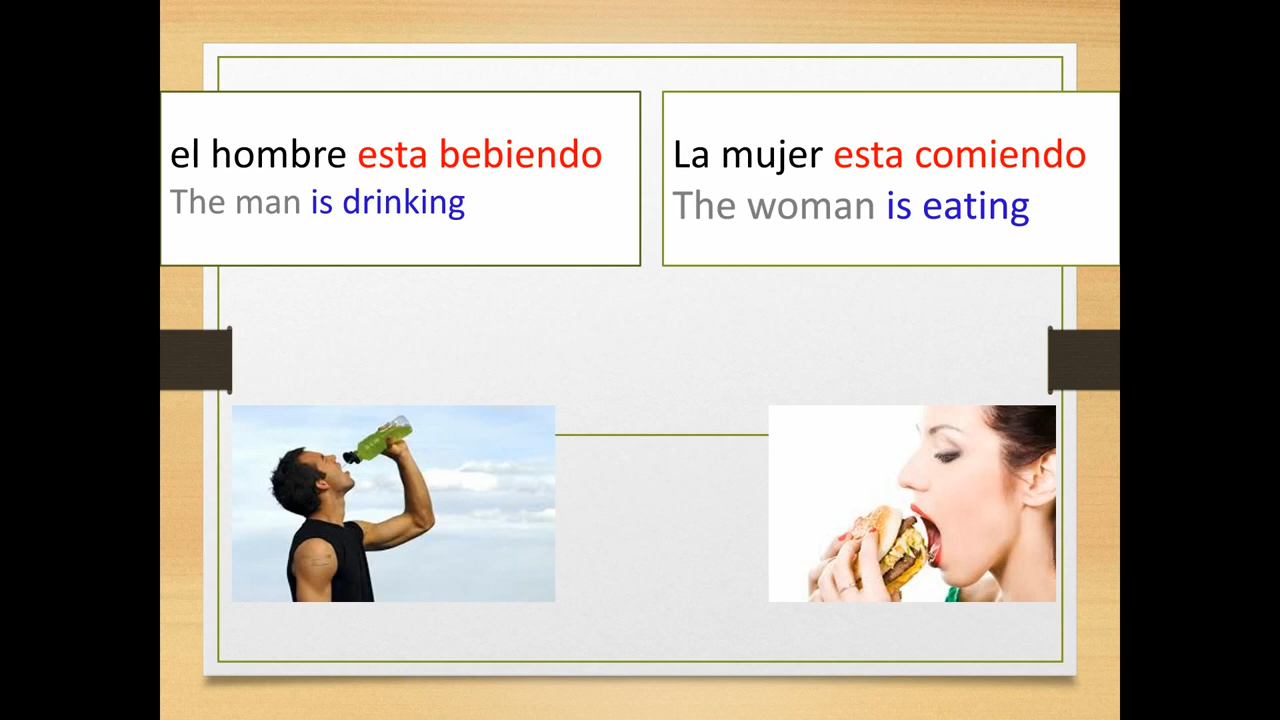 el hombre esta bebiendo
The man is drinking
La mujer esta comiendo
The woman is eating